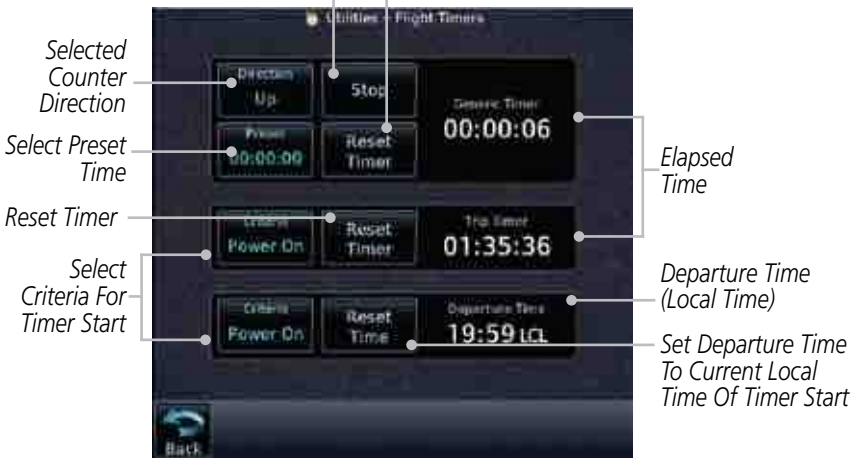 Utilities - Flight Timers
Selected
Counter
Direction
Direction
Up
Stop
Generic Timer
00:00:06
Select Preset
Time
Preset
00:00:00
Reset
Timer
Elapsed
Time
Reset Timer
Criteria
Power On
Reset
Timer
Trip Timer
01:35:36
Select
Criteria For
Timer Start
Criteria
Power On
Reset
Time
Departure Time
19:59 LCL
Departure Time
(Local Time)
Set Departure Time
To Current Local
Time Of Timer Start
Back